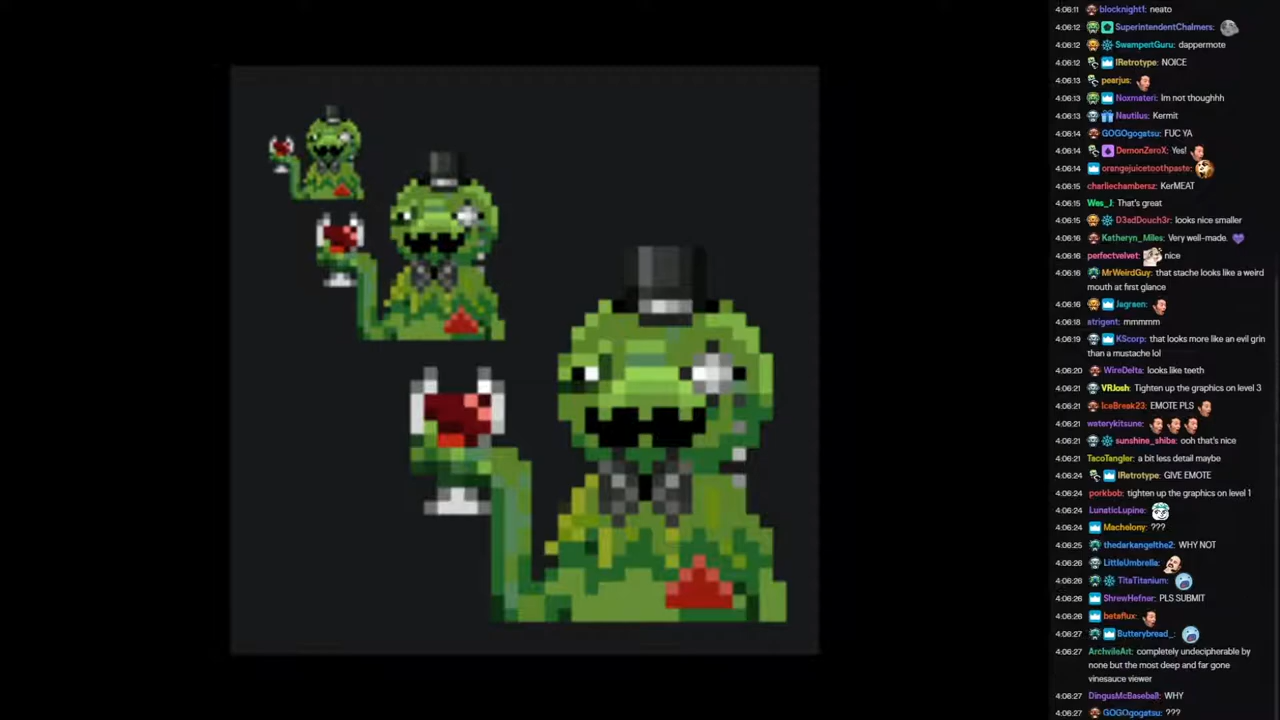 4:06:11 blocknight1: neato
4:06:12 SuperintendentChalmers:
4:06:12 SwampertGuru: dappermote
4:06:12 IRetrotype: NOICE
4:06:13 pearjus:
4:06:13 Noxmateri: Im not thoughhh
4:06:13 Nautilus: Kermit
4:06:14 GOGOgogatsu: FUC YA
4:06:14 DemonZeroX: Yes!
4:06:14 orangejuicetoothpaste:
4:06:15 charliechambersz: KerMEAT
4:06:15 Wes_J: That's great
4:06:15 D3adDouch3r: looks nice smaller
4:06:16 Katheryn_Miles: Very well-made.
4:06:16 perfectvelvet: nice
4:06:16 MrWeirdGuy: that stache looks like a weird
mouth at first glance
4:06:16 Jagraen:
4:06:18 strigent: mmmmm
4:06:19 KScorp: that looks more like an evil grin
than a mustache lol
4:06:20 WireDelta: looks like teeth
4:06:21 VRJosh: Tighten up the graphics on level 3
4:06:21 IceBreak23: EMOTE PLS
4:06:21 waterykitsune:
4:06:21 sunshine_shiba: ooh that's nice
4:06:21 TacoTangler: a bit less detail maybe
4:06:24 IRetrotype: GIVE EMOTE
4:06:24 porkbob: tighten up the graphics on level 1
4:06:24 LunaticLupine:
4:06:24 Machelony: ???
4:06:25 thedarkangelthe2: WHY NOT
4:06:26 LittleUmbrella:
4:06:26 TitaTitanium:
4:06:26 ShrewHefner: PLS SUBMIT
4:06:26 betaflux:
4:06:27 Butterybread_:
4:06:27 ArchvileArt: completely undecipherable by
none but the most deep and far gone
vinesauce viewer
4:06:27 DingusMcBaseball: WHY
4:06:27 GOGOgogatsu: ???